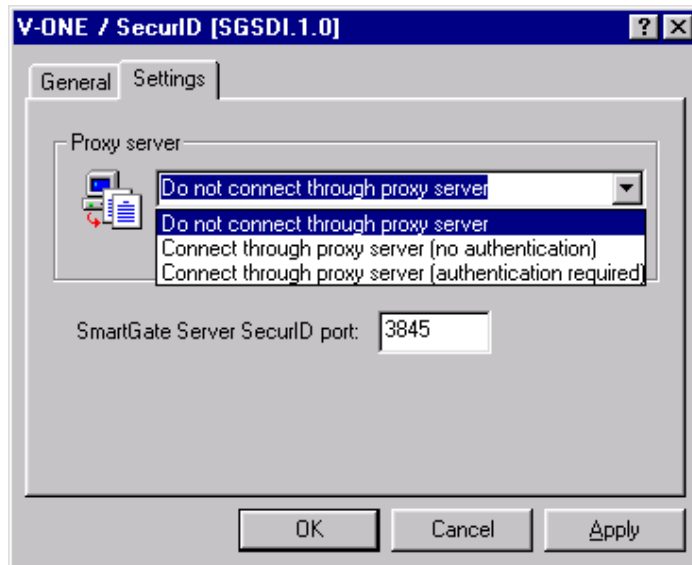 V-ONE / SecurID [SGSDI.1.0]
General Settings
Proxy server
Do not connect through proxy server
Do not connect through proxy server
Connect through proxy server (no authentication)
Connect through proxy server (authentication required)
SmartGate Server SecurID port: 3845
OK Cancel Apply